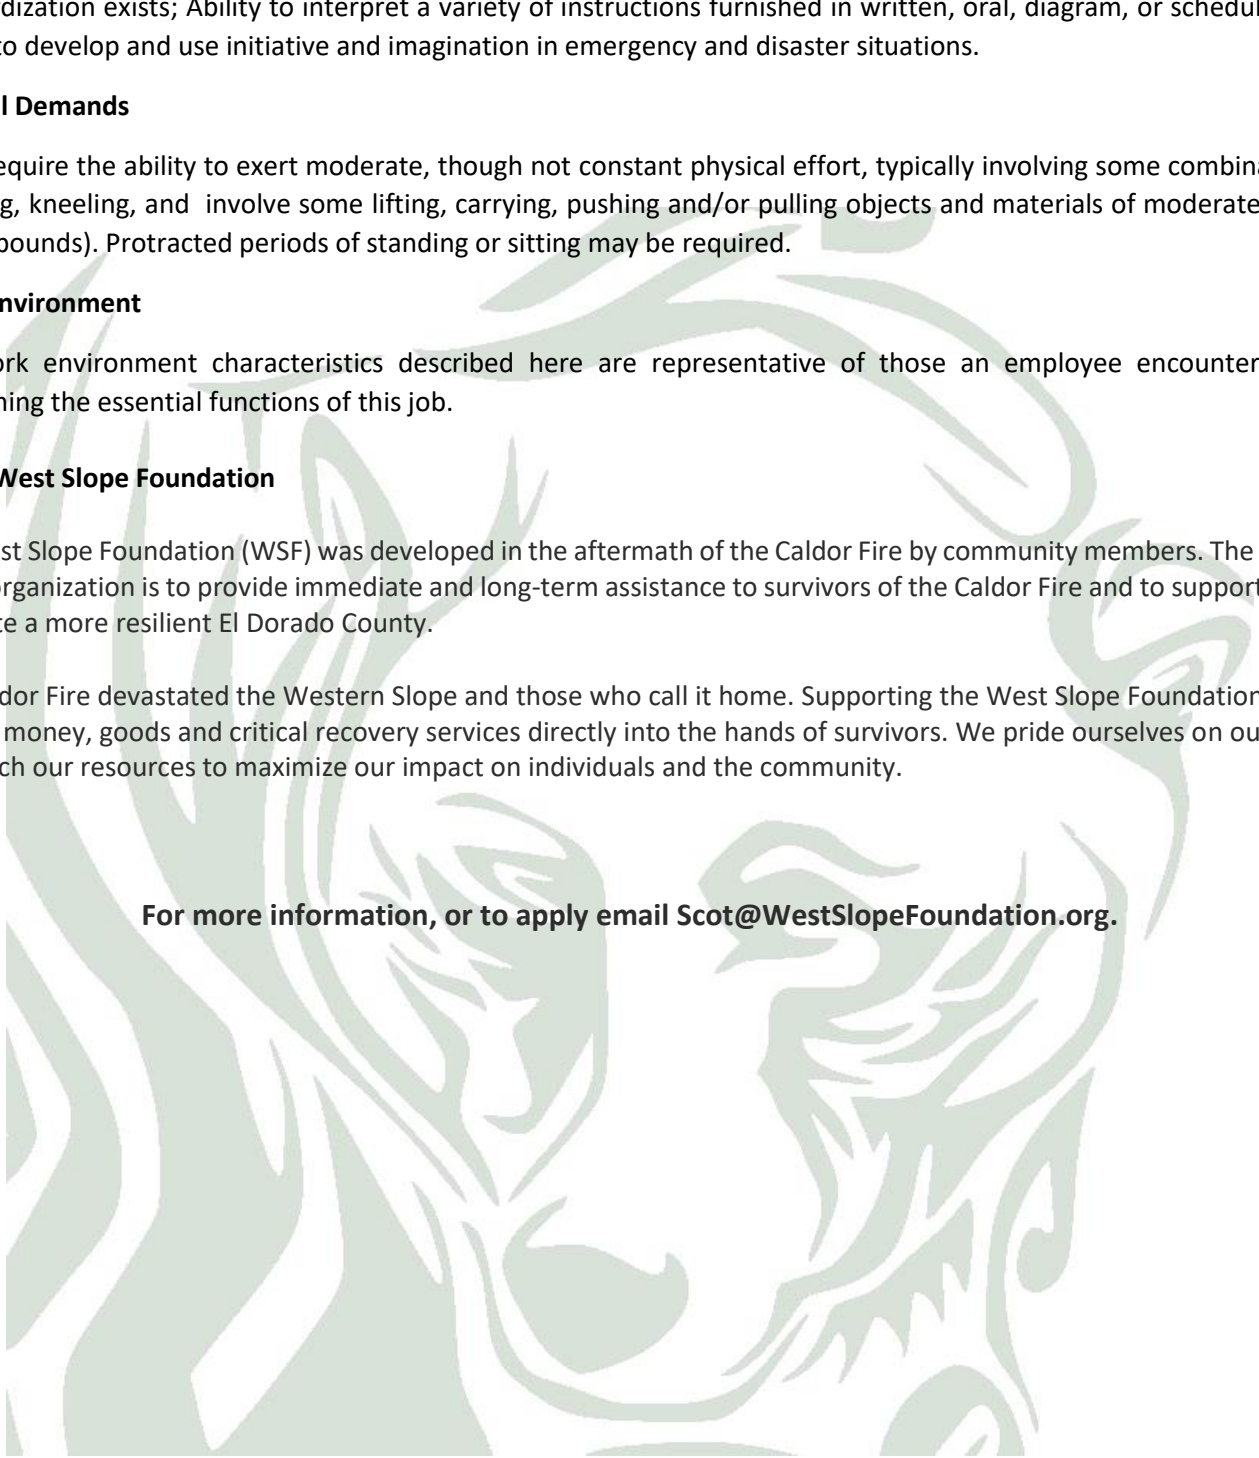 dization exists; Ability to interpret a variety of instructions furnished in written, oral, diagram, or schedul
to develop and use initiative and imagination in emergency and disaster situations.
l Demands
equire the ability to exert moderate, though not constant physical effort, typically involving some combina
g, kneeling, and involve some lifting, carrying, pushing and/or pulling objects and materials of moderate
pounds). Protracted periods of standing or sitting may be required.
nvironment
ork environment characteristics described here are representative of those an employee encounter
ning the essential functions of this job.
West Slope Foundation
st Slope Foundation (WSF) was developed in the aftermath of the Caldor Fire by community members. The
organization is to provide immediate and long-term assistance to survivors of the Caldor Fire and to support
te a more resilient El Dorado County.
dor Fire devastated the Western Slope and those who call it home. Supporting the West Slope Foundation
money, goods and critical recovery services directly into the hands of survivors. We pride ourselves on ou
ch our resources to maximize our impact on individuals and the community.
For more information, or to apply email Scot@WestSlopeFoundation.org.